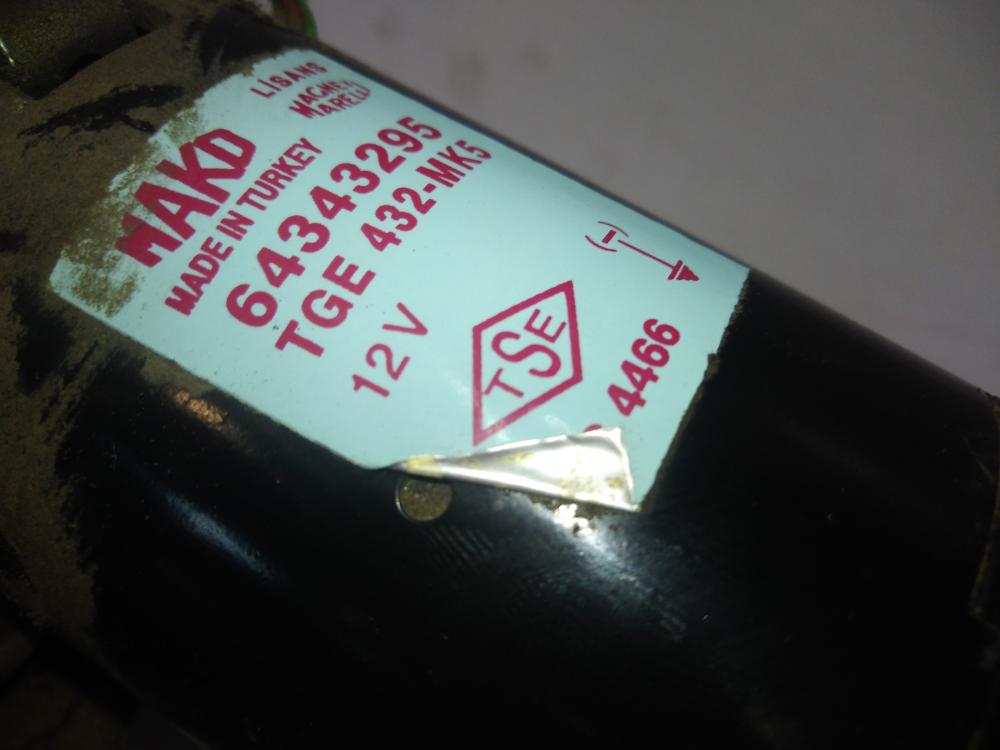 LİSANS
MAGNETI
MARELLI
MAKO
MADE IN TURKEY
64343295
TGE 432-MK5
12 V
(-)
TSE
4466